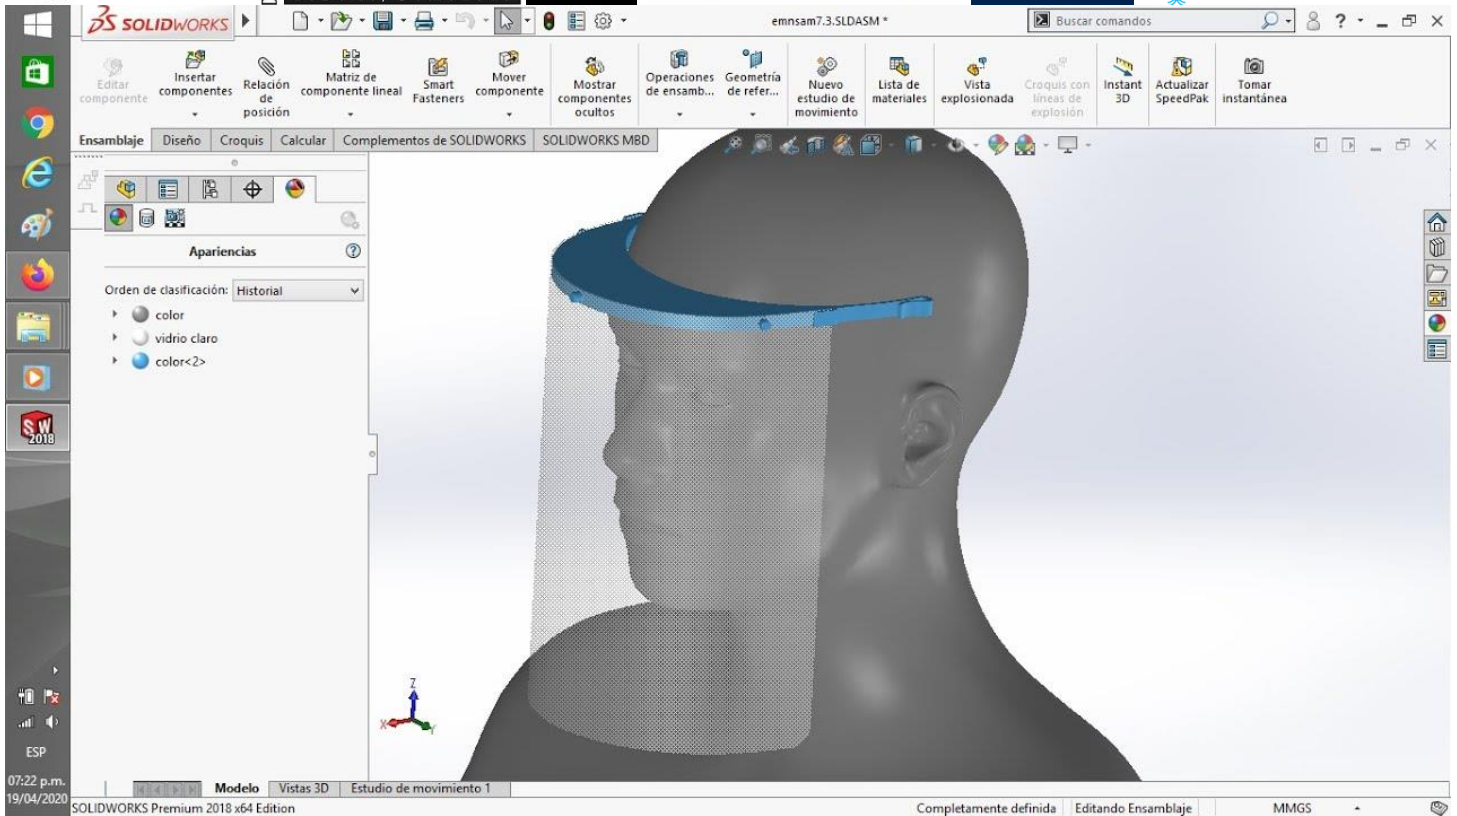 SOLIDWORKS
emnsam7.3.SLDASM *
Buscar comandos
Editar
componente
Insertar
componentes
Relación
de
posición
Matriz de
componente lineal
Smart
Fasteners
Mover
componente
Mostrar
componentes
ocultos
Operaciones
de ensamb...
Geometría
de refer...
Nuevo
estudio de
movimiento
Lista de
materiales
Vista
explosionada
Croquis con
líneas de
explosión
Instant
3D
Actualizar
SpeedPak
Tomar
instantánea
Ensamblaje Diseño Croquis Calcular Complementos de SOLIDWORKS SOLIDWORKS MBD
Apariencias
Orden de clasificación: Historial
color
vidrio claro
color<2>
SW
2018
Z
X
Y
ESP
07:22 p.m.
19/04/2020
Modelo Vistas 3D Estudio de movimiento 1
SOLIDWORKS Premium 2018 x64 Edition
Completamente definida Editando Ensamblaje MMGS